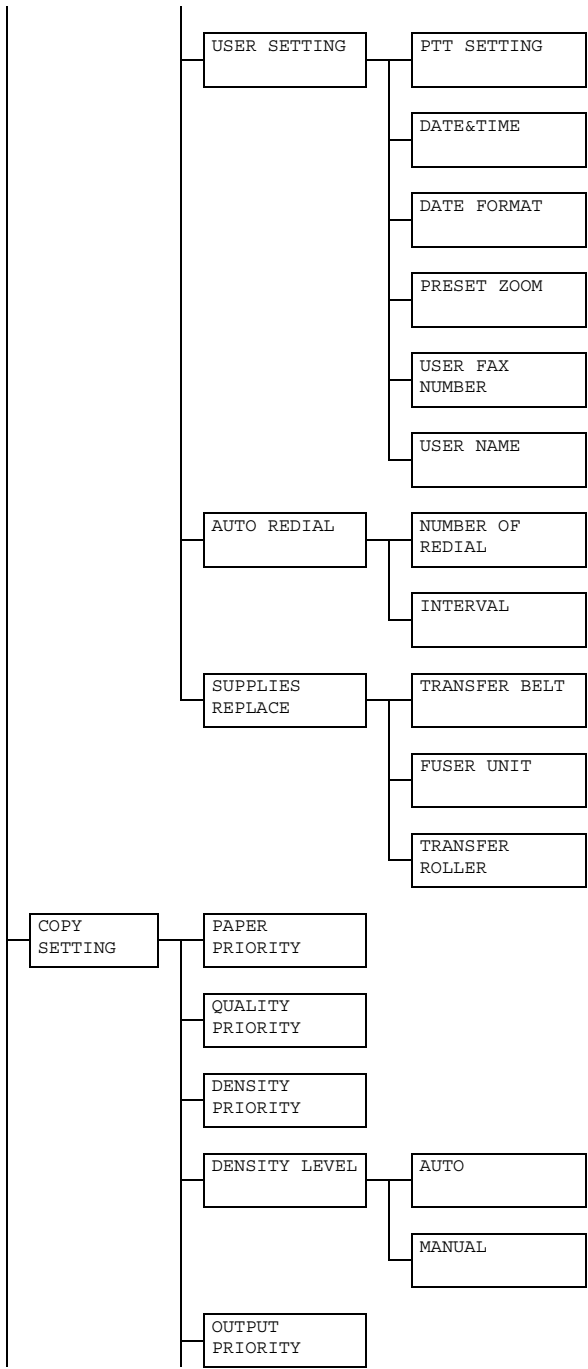 USER SETTING
PTT SETTING
DATE&TIME
DATE FORMAT
PRESET ZOOM
USER FAX
NUMBER
USER NAME
AUTO REDIAL
NUMBER OF
REDIAL
INTERVAL
SUPPLIES
REPLACE
TRANSFER BELT
FUSER UNIT
TRANSFER
ROLLER
COPY
SETTING
PAPER
PRIORITY
QUALITY
PRIORITY
DENSITY
PRIORITY
DENSITY LEVEL
AUTO
MANUAL
OUTPUT
PRIORITY